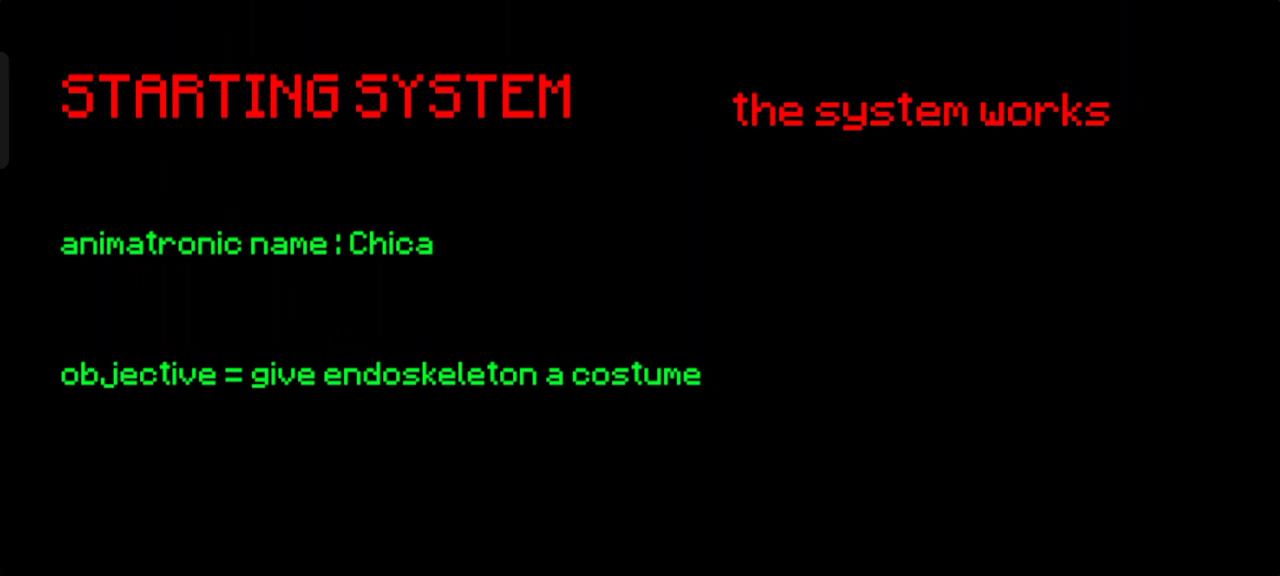 STARTING SYSTEM
the system works
animatronic name : Chica
objective = give endoskeleton a costume